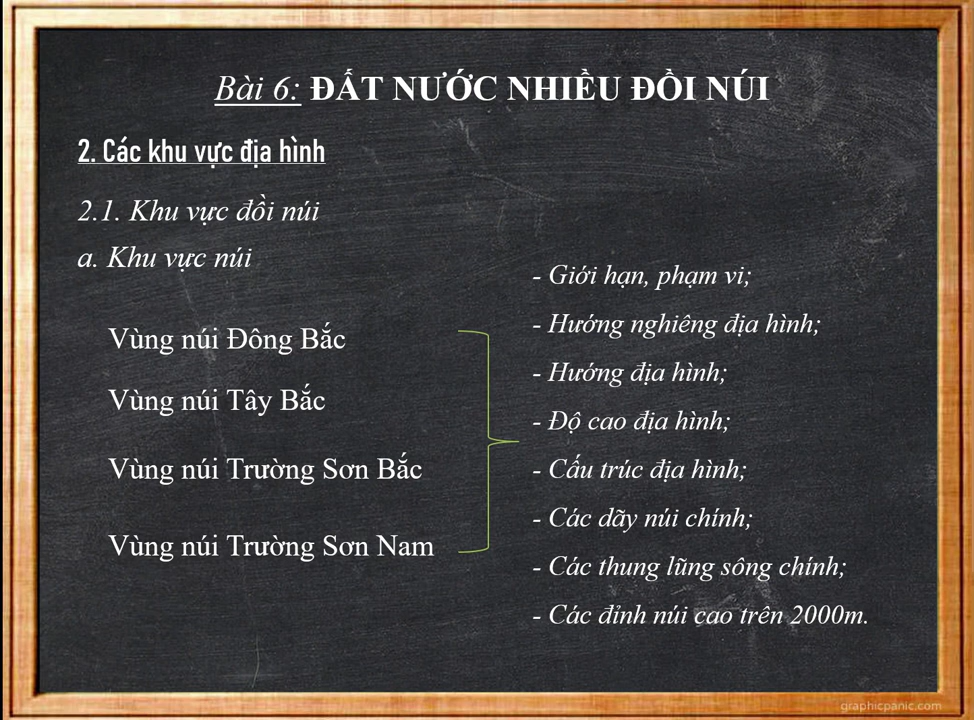 Bài 6: ĐẤT NƯỚC NHIỀU ĐỒI NÚI
2. Các khu vực địa hình
2.1. Khu vực đồi núi
a. Khu vực núi
Vùng núi Đông Bắc
Vùng núi Tây Bắc
Vùng núi Trường Sơn Bắc
Vùng núi Trường Sơn Nam
- Giới hạn, phạm vi;
- Hướng nghiêng địa hình;
- Hướng địa hình;
- Độ cao địa hình;
- Cấu trúc địa hình;
- Các dãy núi chính;
- Các thung lũng sông chính;
- Các đỉnh núi cao trên 2000m.
graphicpanic.com